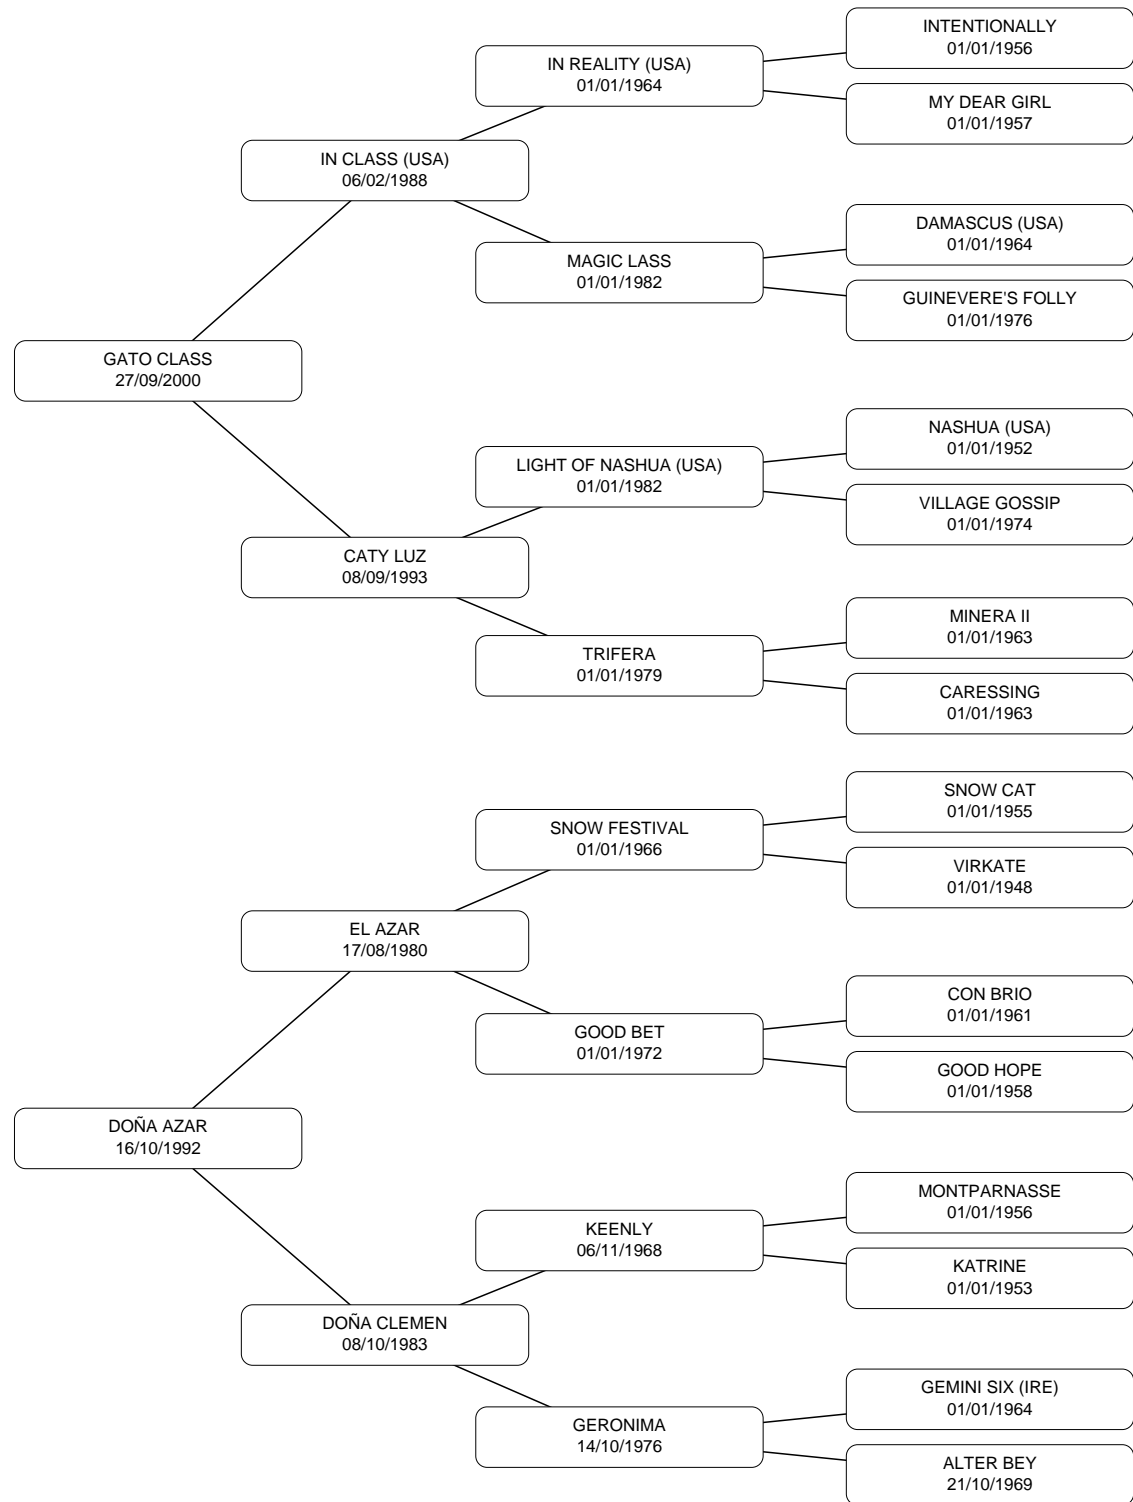 INTENTIONALLY
01/01/1956
IN REALITY (USA)
01/01/1964
MY DEAR GIRL
01/01/1957
IN CLASS (USA)
06/02/1988
DAMASCUS (USA)
01/01/1964
MAGIC LASS
01/01/1982
GUINEVERE'S FOLLY
01/01/1976
GATO CLASS
27/09/2000
NASHUA (USA)
01/01/1952
LIGHT OF NASHUA (USA)
01/01/1982
VILLAGE GOSSIP
01/01/1974
CATY LUZ
08/09/1993
MINERA II
01/01/1963
TRIFERA
01/01/1979
CARESSING
01/01/1963
SNOW CAT
01/01/1955
SNOW FESTIVAL
01/01/1966
VIRKATE
01/01/1948
EL AZAR
17/08/1980
CON BRIO
01/01/1961
GOOD BET
01/01/1972
GOOD HOPE
01/01/1958
DOÑA AZAR
16/10/1992
MONTPARNASSE
01/01/1956
KEENLY
06/11/1968
KATRINE
01/01/1953
DOÑA CLEMEN
08/10/1983
GEMINI SIX (IRE)
01/01/1964
GERONIMA
14/10/1976
ALTER BEY
21/10/1969